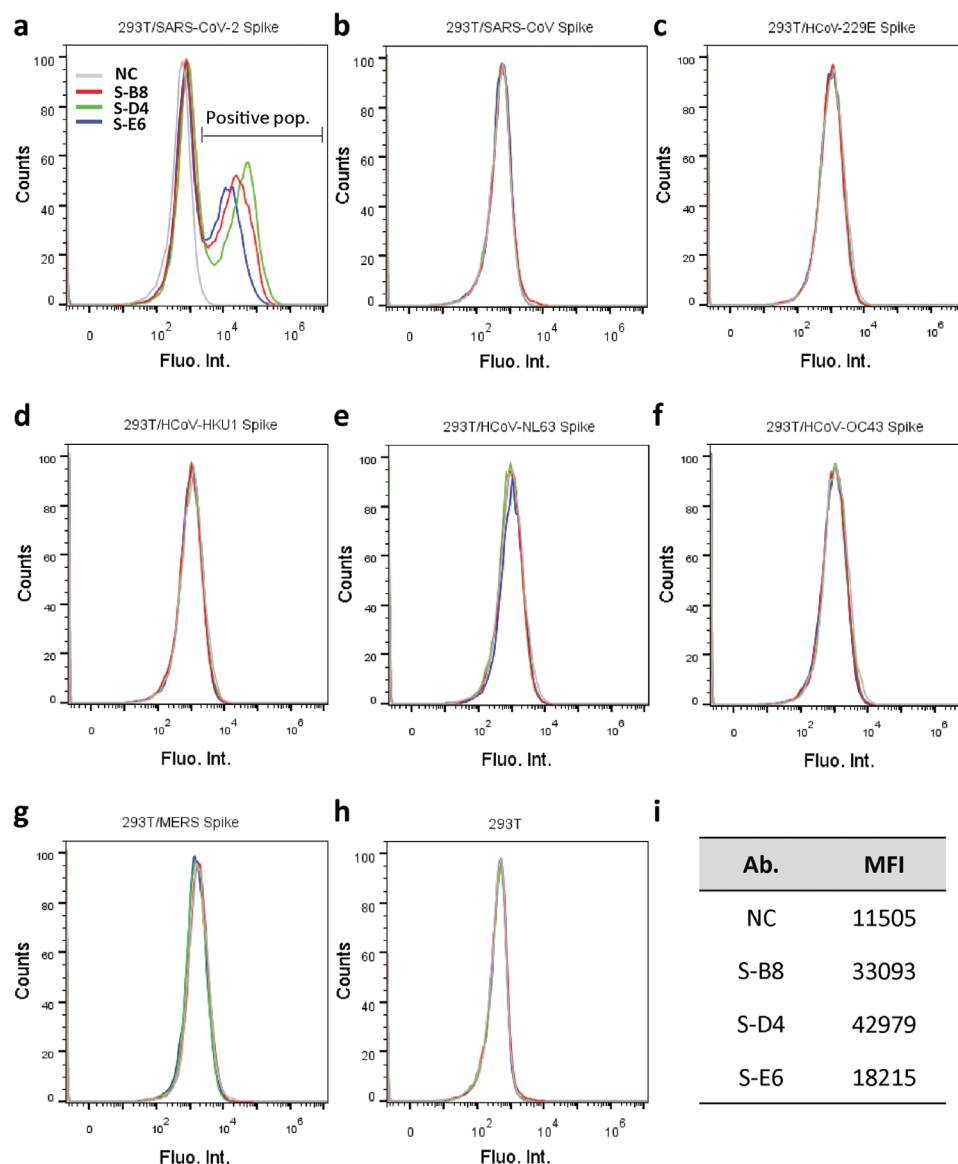 a
293T/SARS-CoV-2 Spike
NC
S-B8
S-D4
S-E6
Positive pop.
Counts
100
80
60
40
20
0
0 10^2 10^4 10^6
Fluo. Int.
b
293T/SARS-CoV Spike
Counts
100
80
60
40
20
0
0 10^2 10^4 10^6
Fluo. Int.
c
293T/HCoV-229E Spike
Counts
100
80
60
40
20
0
0 10^2 10^4 10^6
Fluo. Int.
d
293T/HCoV-HKU1 Spike
Counts
100
80
60
40
20
0
0 10^2 10^4 10^6
Fluo. Int.
e
293T/HCoV-NL63 Spike
Counts
100
80
60
40
20
0
0 10^2 10^4 10^6
Fluo. Int.
f
293T/HCoV-OC43 Spike
Counts
100
80
60
40
20
0
0 10^2 10^4 10^6
Fluo. Int.
g
293T/MERS Spike
Counts
100
80
60
40
20
0
0 10^2 10^4 10^6
Fluo. Int.
h
293T
Counts
100
80
60
40
20
0
0 10^2 10^4 10^6
Fluo. Int.
i
Ab. MFI
NC 11505
S-B8 33093
S-D4 42979
S-E6 18215